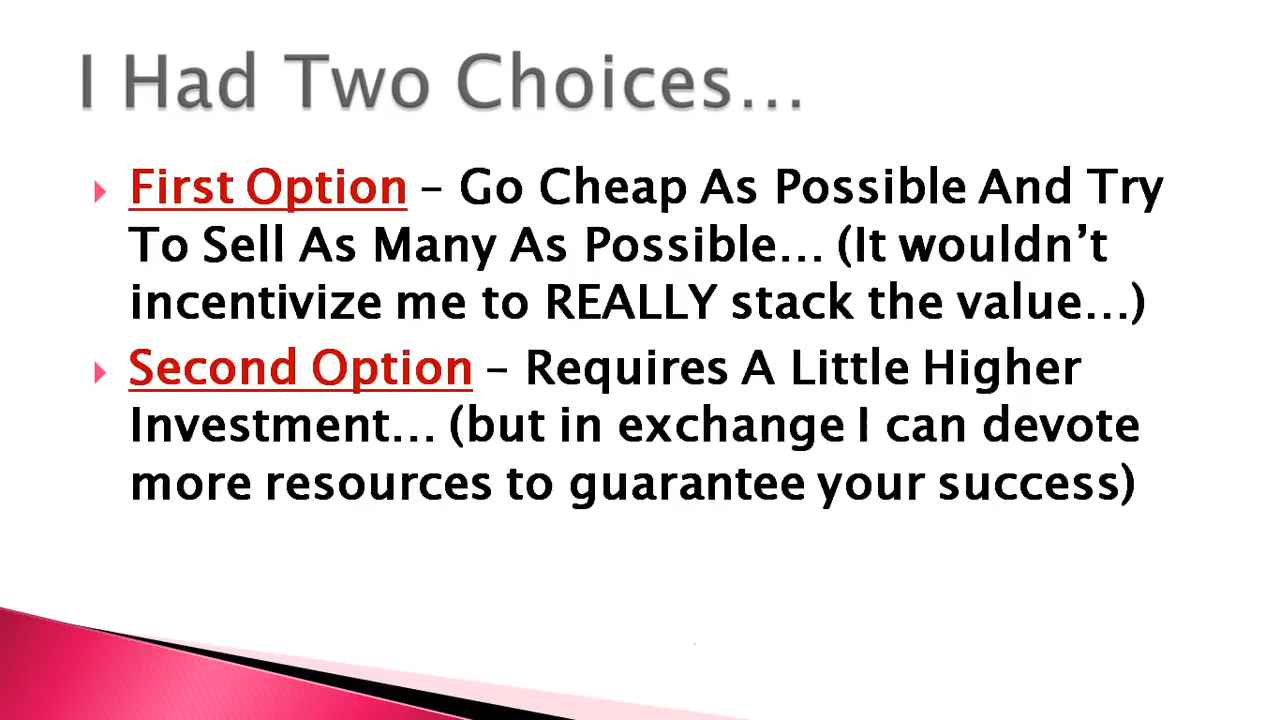 I Had Two Choices...
First Option – Go Cheap As Possible And Try
To Sell As Many As Possible... (It wouldn’t
incentivize me to REALLY stack the value...)
Second Option – Requires A Little Higher
Investment... (but in exchange I can devote
more resources to guarantee your success)